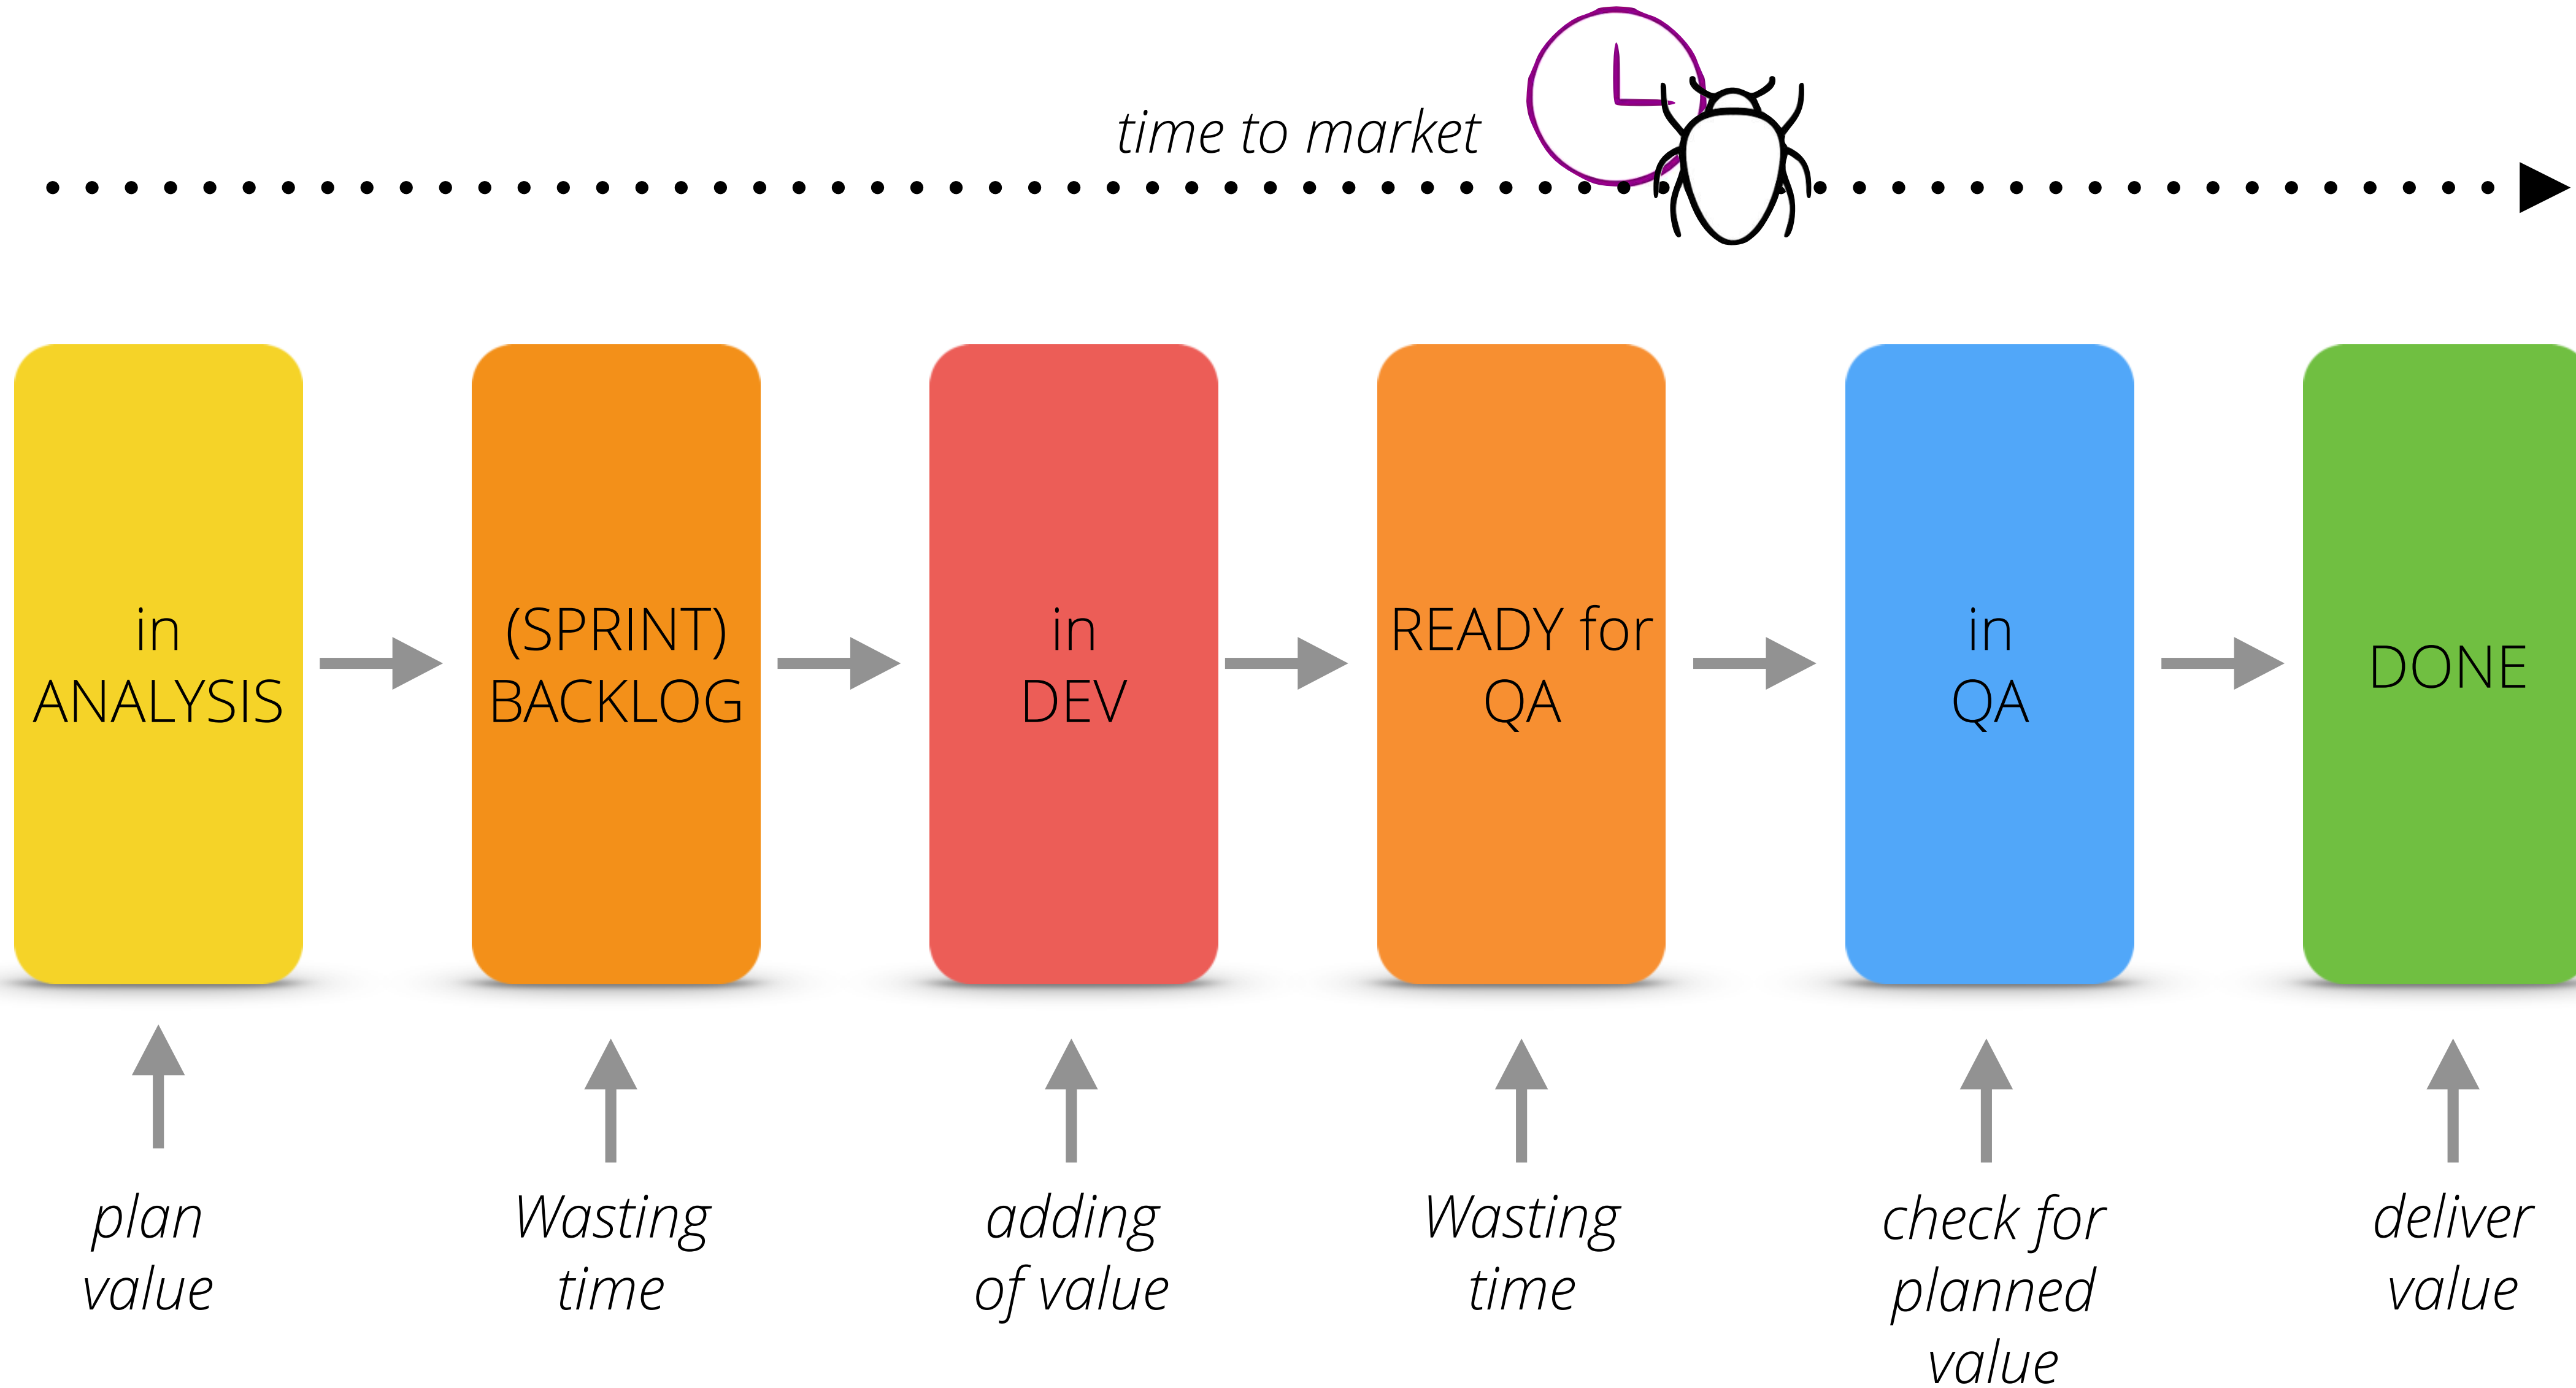 time to market
in
ANALYSIS
(SPRINT)
BACKLOG
in
DEV
READY for
QA
in
QA
DONE
plan
value
Wasting
time
adding
of value
Wasting
time
check for
planned
value
deliver
value